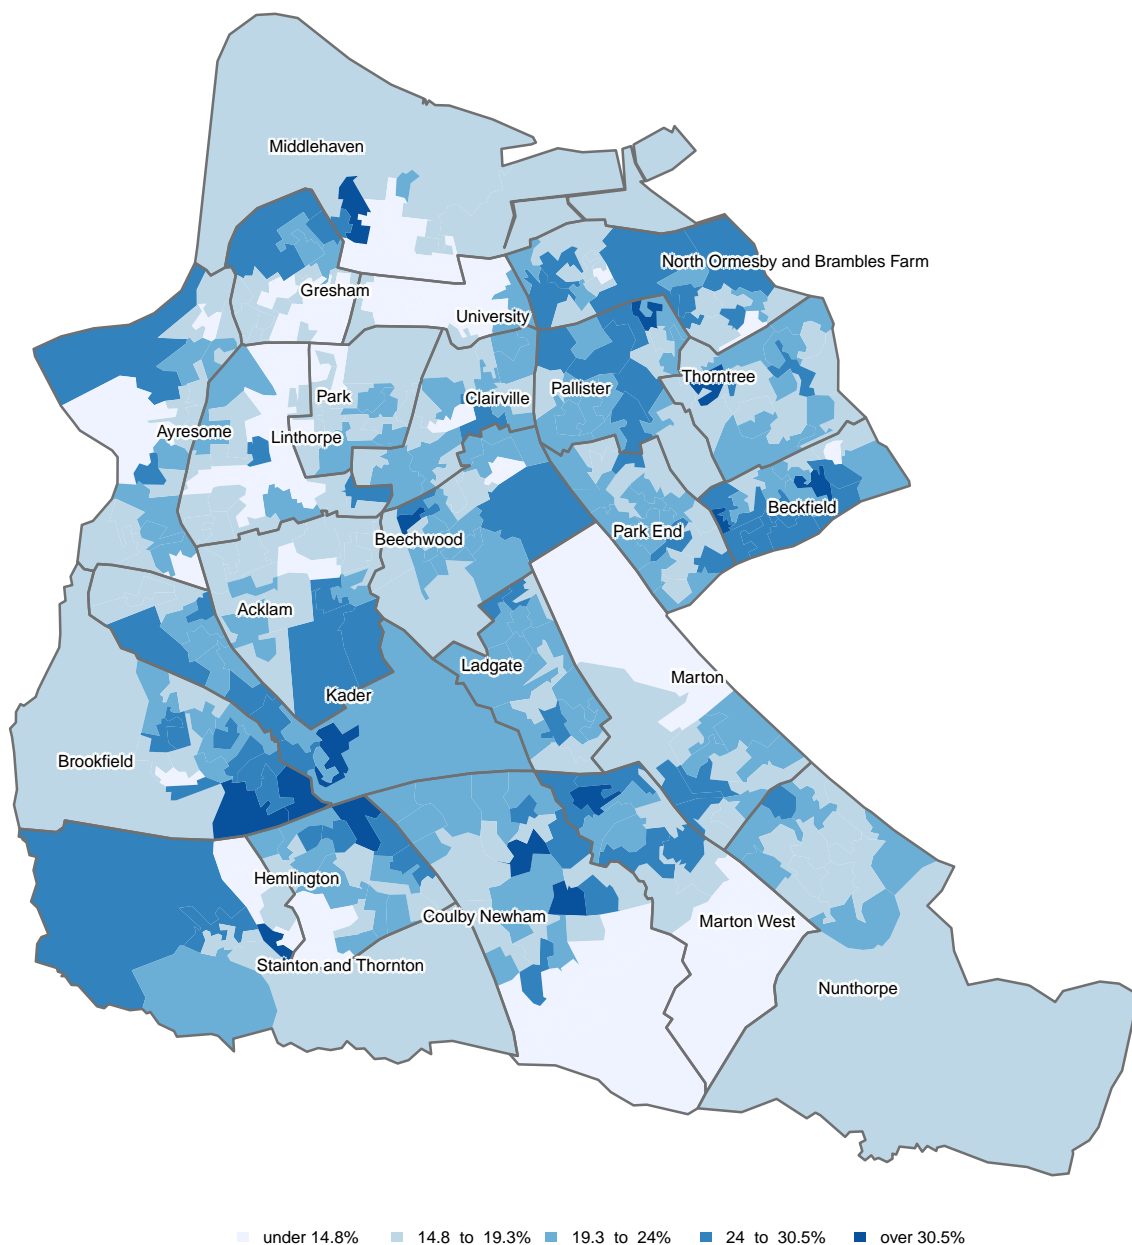 Middlehaven
North Ormesby and Brambles Farm
Gresham
University
Thorntree
Pallister
Park
Clairville
Ayresome
Linthorpe
Beckfield
Park End
Beechwood
Acklam
Ladgate
Marton
Kader
Brookfield
Hemlington
Coulby Newham
Marton West
Stainton and Thornton
Nunthorpe
under 14.8% 14.8 to 19.3% 19.3 to 24% 24 to 30.5% over 30.5%